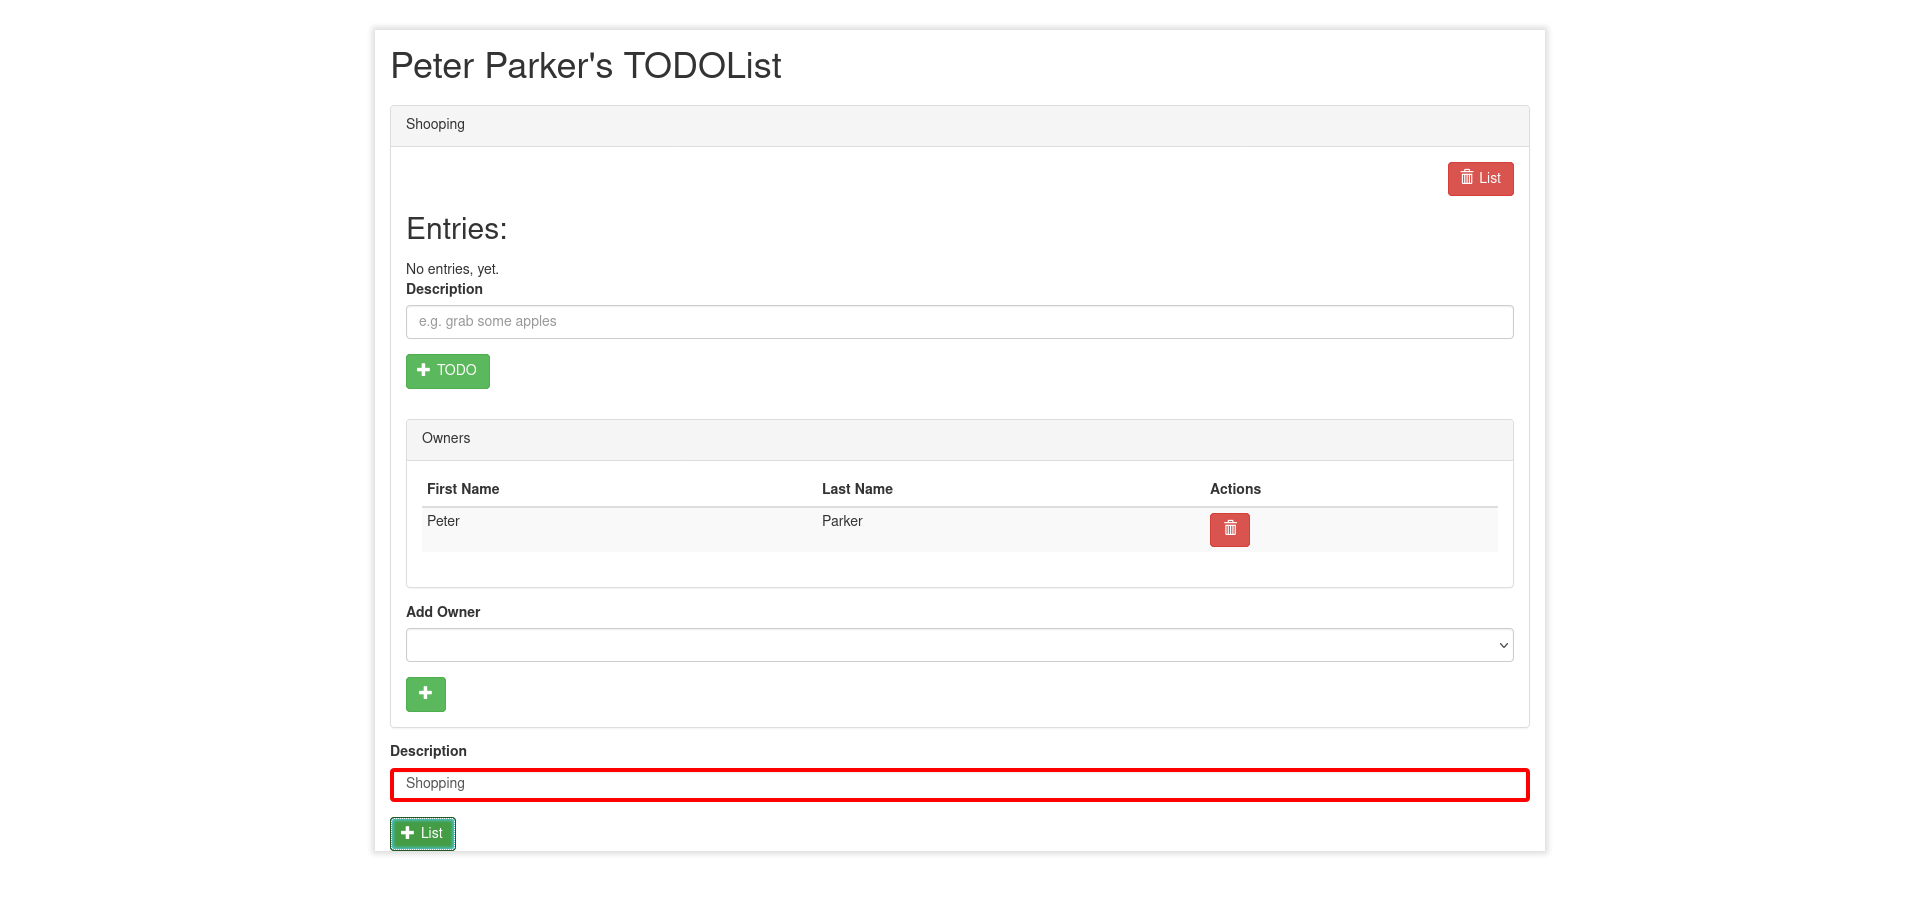 Peter Parker's TODOList
Shooping
List
Entries:
No entries, yet.
Description
e.g. grab some apples
TODO
Owners
First Name Last Name Actions
Peter Parker
Add Owner
Description
Shopping
List